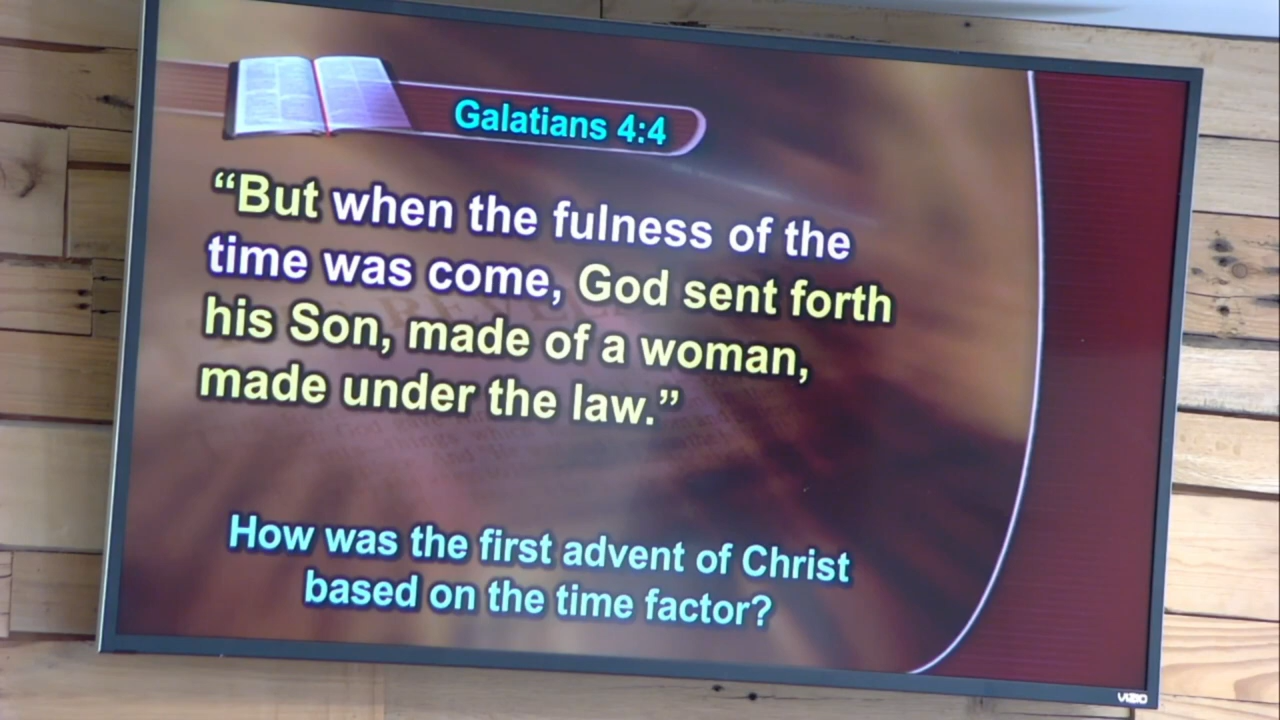 Galatians 4:4
“But when the fulness of the
time was come, God sent forth
his Son, made of a woman,
made under the law.”
How was the first advent of Christ
based on the time factor?
VIZIO